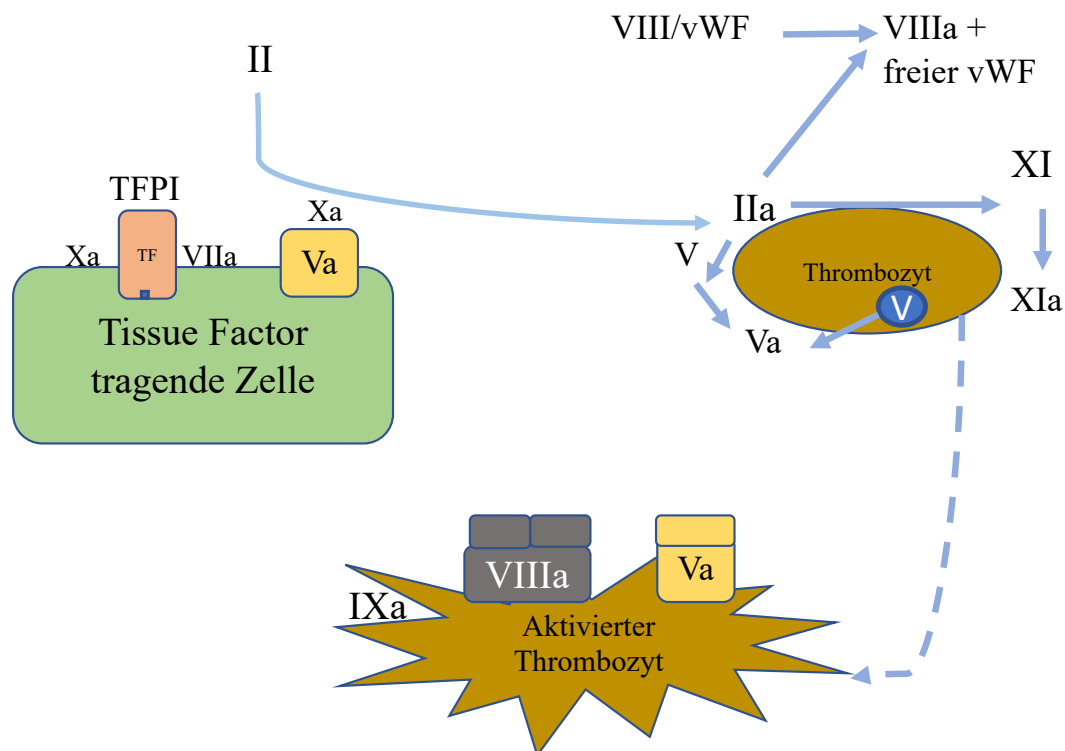 VIII/vWF
VIIIa +
freier vWF
II
XI
TFPI
Xa
IIa
Xa
TF
VIIa
Va
V
Thrombozyt
V
XIa
Va
Tissue Factor
tragende Zelle
VIIIa
Va
IXa
Aktivierter
Thrombozyt